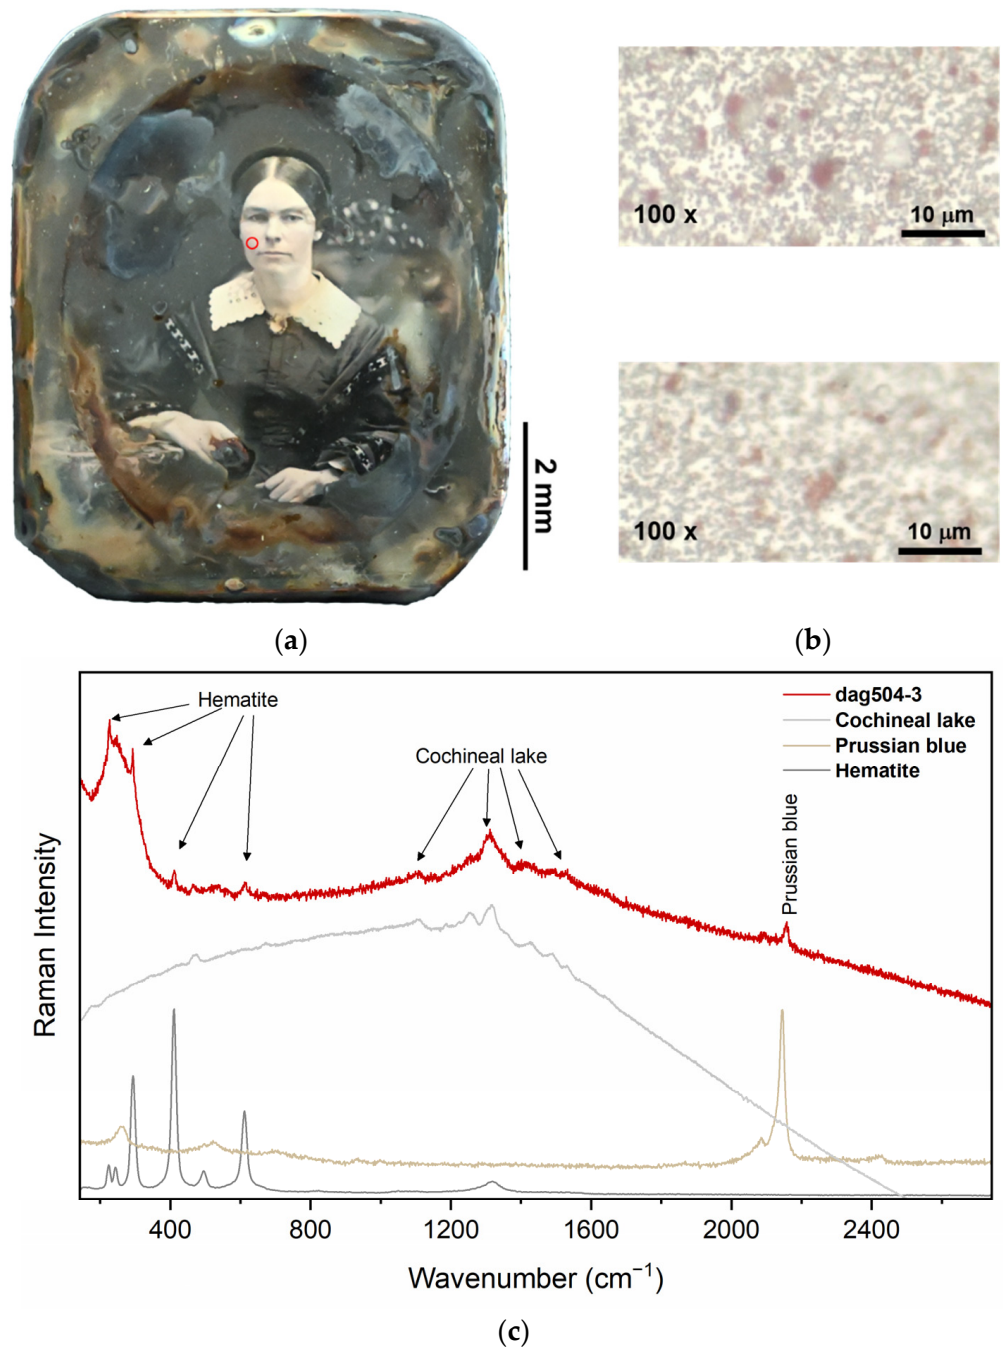 100 x
10 μm
2 mm
100 x
10 μm
(a)
(b)
Hematite
Cochineal lake
Prussian blue
dag504-3
Cochineal lake
Prussian blue
Hematite
Raman Intensity
400
800
1200
1600
2000
2400
Wavenumber (cm⁻¹)
(c)